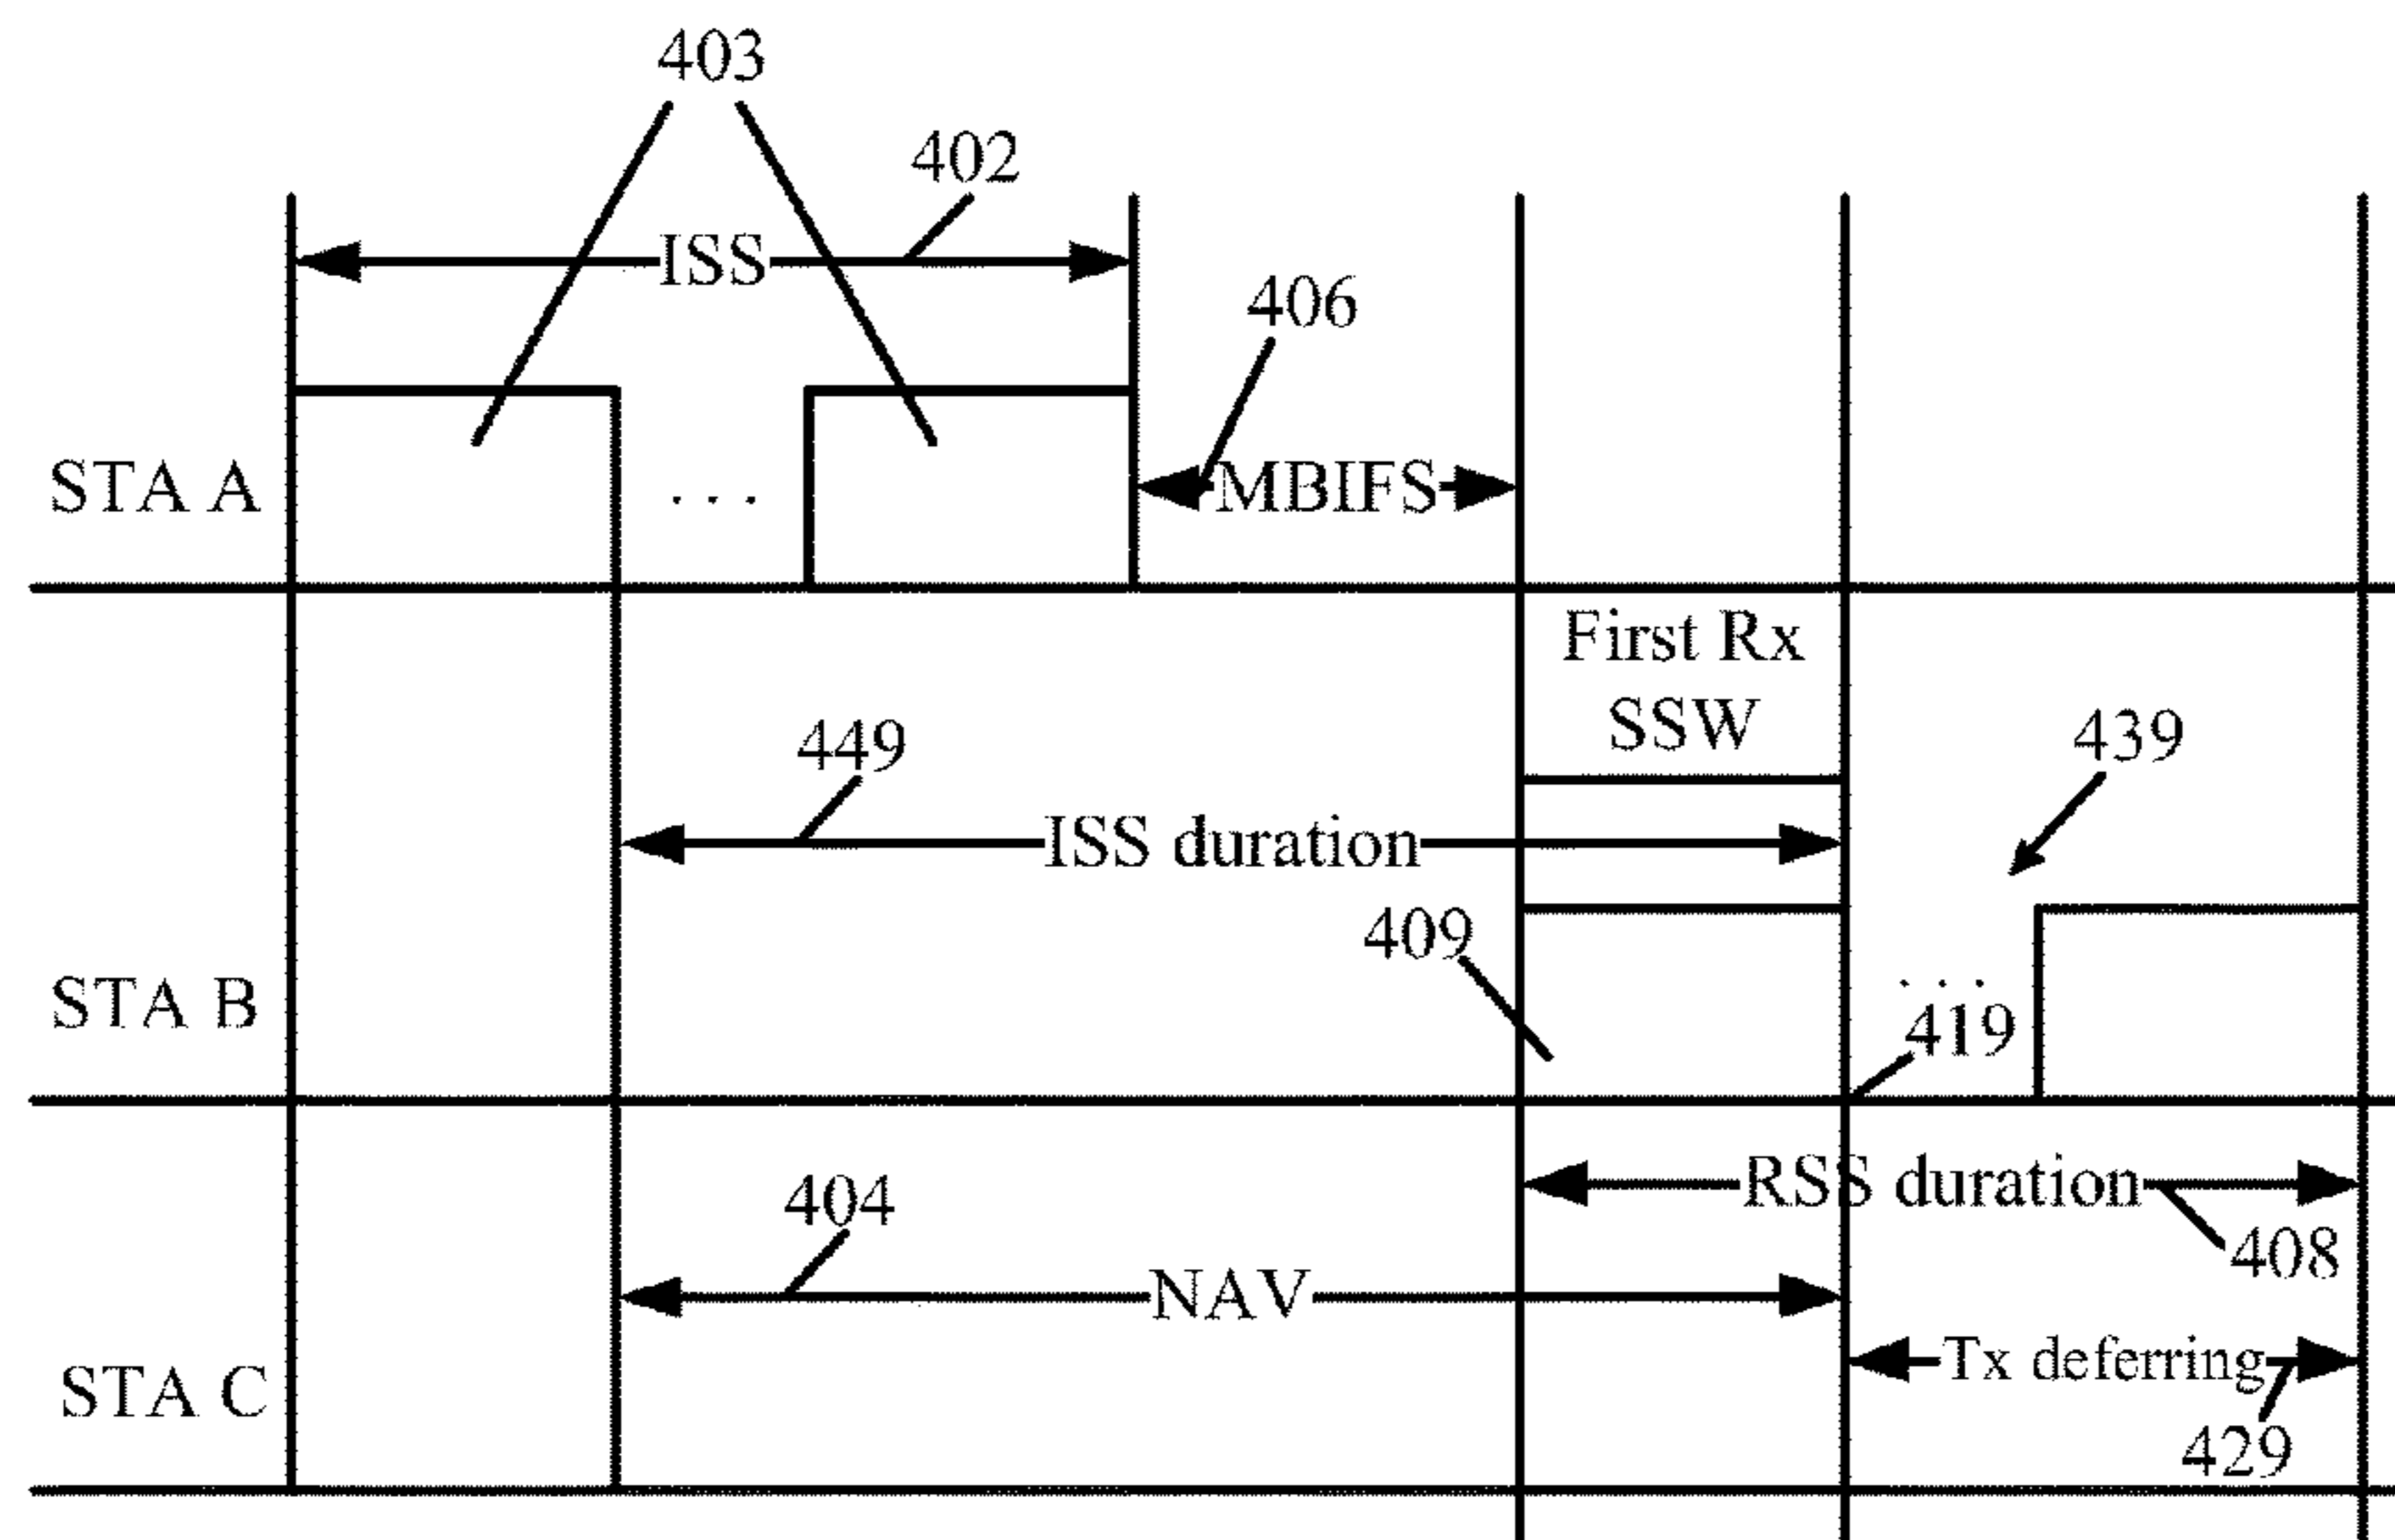 403
402
ISS
406
STA A
. . .
MBIFS
First Rx
SSW
449
439
ISS duration
409
STA B
. . .
419
RSS duration
404
408
NAV
Tx deferring
STA C
429